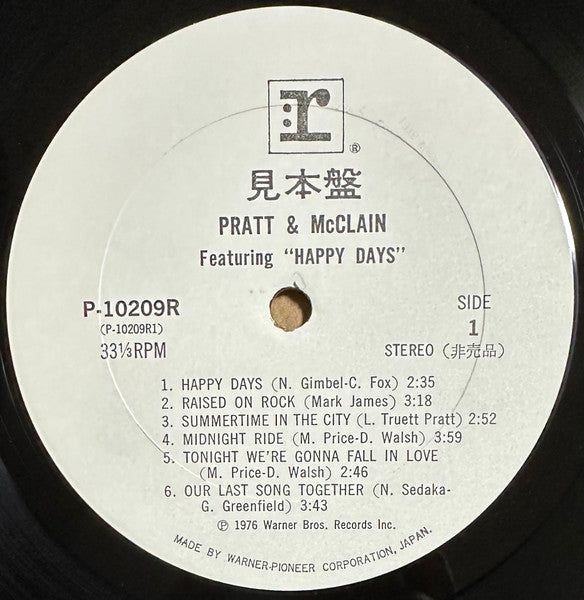 :r
®
見本盤
PRATT & McCLAIN
Featuring "HAPPY DAYS"
P-10209R
(P-10209R1)
33⅓RPM
SIDE
1
STEREO (非売品)
1. HAPPY DAYS (N. Gimbel-C. Fox) 2:35
2. RAISED ON ROCK (Mark James) 3:18
3. SUMMERTIME IN THE CITY (L. Truett Pratt) 2:52
4. MIDNIGHT RIDE (M. Price-D. Walsh) 3:59
5. TONIGHT WE'RE GONNA FALL IN LOVE
(M. Price-D. Walsh) 2:46
6. OUR LAST SONG TOGETHER (N. Sedaka-
G. Greenfield) 3:43
℗ 1976 Warner Bros. Records Inc.
MADE BY WARNER-PIONEER CORPORATION, JAPAN.